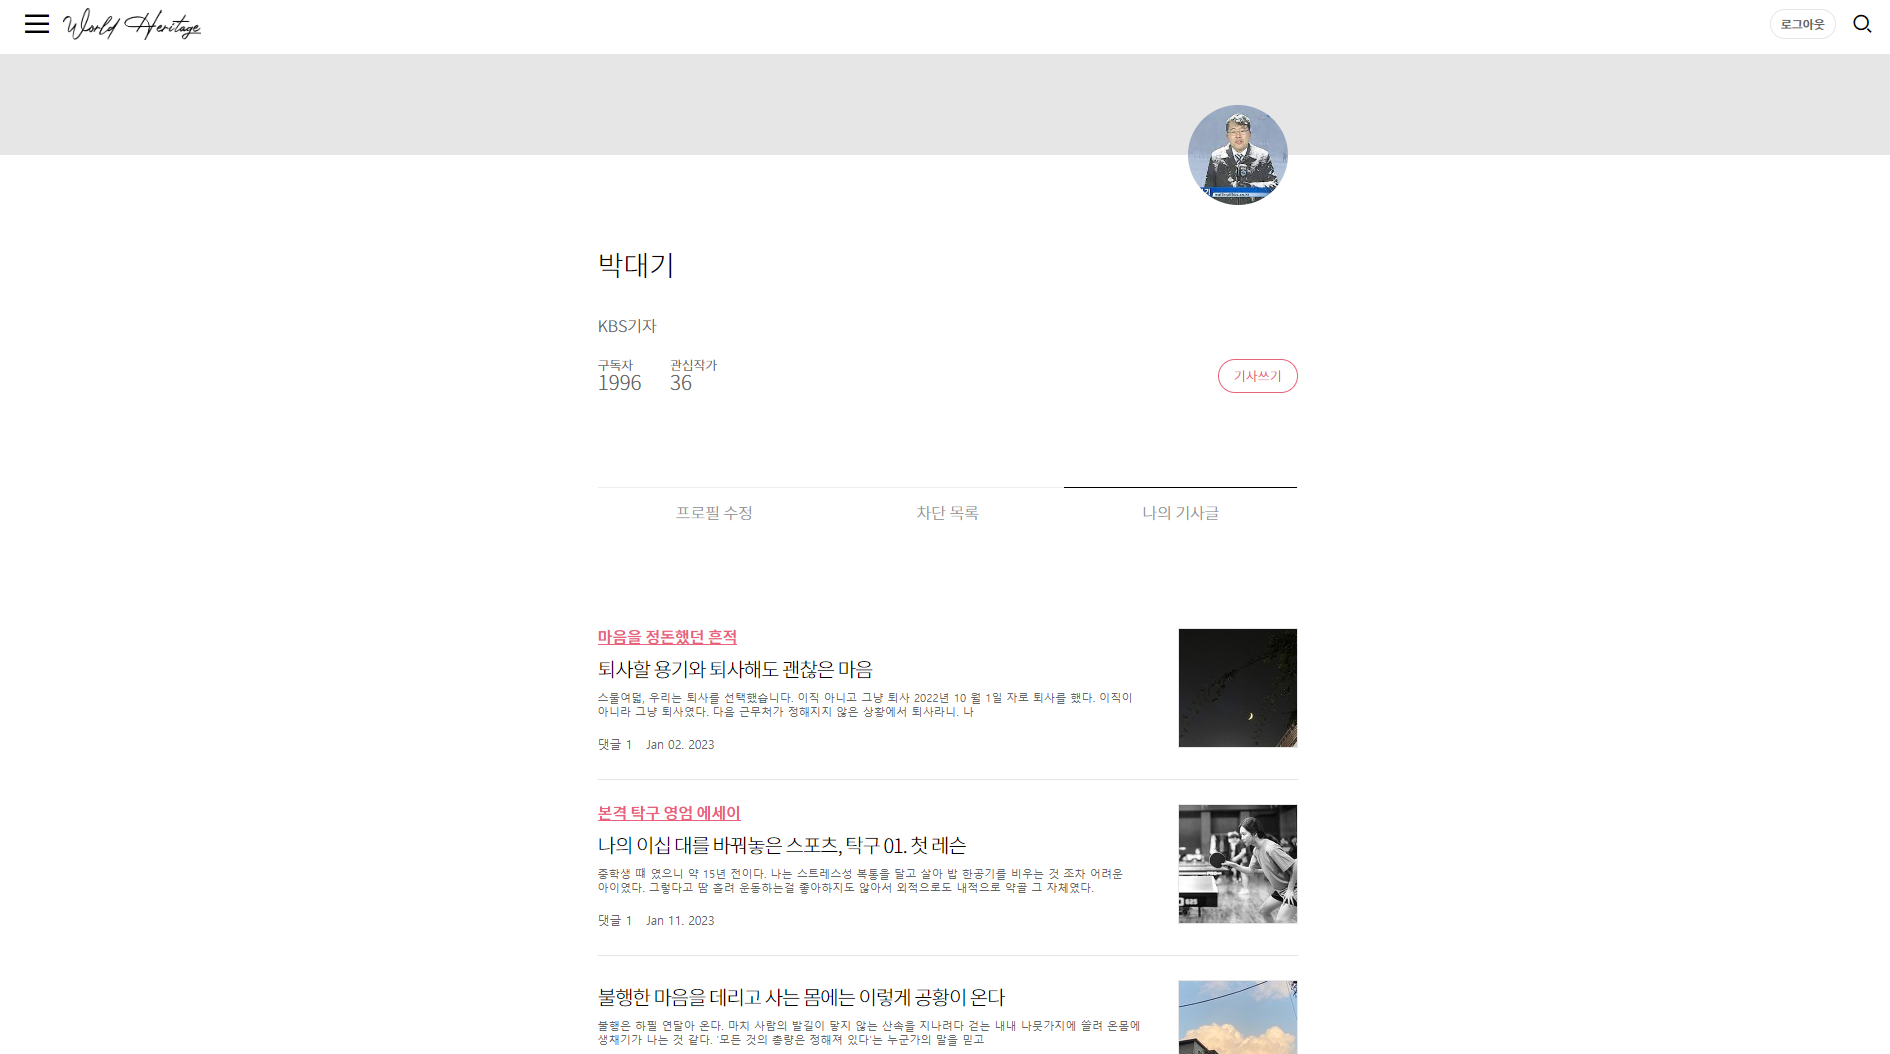 World Heritage
로그아웃
박대기
KBS기자
구독자 관심작가
1996 36
기사쓰기
프로필 수정 차단 목록 나의 기사글
마음을 정돈했던 흔적
퇴사할 용기와 퇴사해도 괜찮은 마음
스물여덟, 우리는 퇴사를 선택했습니다. 이직 아니고 그냥 퇴사 2022년 10 월 1일 자로 퇴사를 했다. 이직이
아니라 그냥 퇴사였다. 다음 근무처가 정해지지 않은 상황에서 퇴사라니. 나
댓글 1 Jan 02. 2023
본격 탁구 영업 에세이
나의 이십 대를 바꿔놓은 스포츠, 탁구 01. 첫 레슨
중학생 때 였으니 약 15년 전이다. 나는 스트레스성 복통을 달고 살아 밥 한공기를 비우는 것 조차 어려운
아이였다. 그렇다고 땀 흘려 운동하는걸 좋아하지도 않아서 외적으로도 내적으로 약골 그 자체였다.
댓글 1 Jan 11. 2023
불행한 마음을 데리고 사는 몸에는 이렇게 공황이 온다
불행은 하필 연달아 온다. 마치 사람의 발길이 닿지 않는 산속을 지나려다 걷는 내내 나뭇가지에 쓸려 온몸에
생채기가 나는 것 같다. '모든 것의 총량은 정해져 있다'는 누군가의 말을 믿고